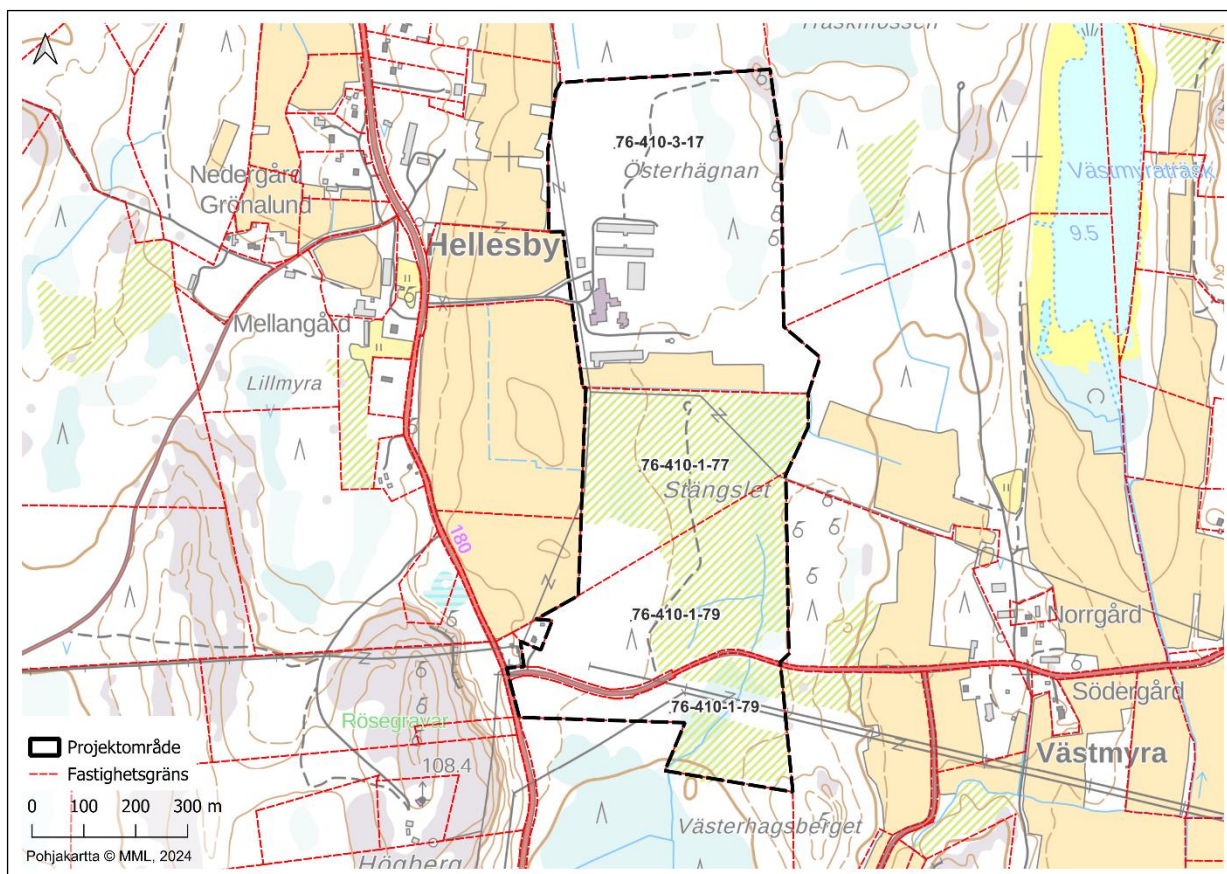 Träskmossen
76-410-3-17
Österhägnan
Nedergård
Grönalund
Västmyraträsk
9.5
Hellesby
Mellangård
Lillmyra
76-410-1-77
Stängslet
180
76-410-1-79
Norrgård
Södergård
76-410-1-79
Rösegravar
108.4
Västmyra
Västerhagsberget
Högberg
Projektområde
Fastighetsgräns
0 100 200 300 m
Pohjakartta © MML, 2024